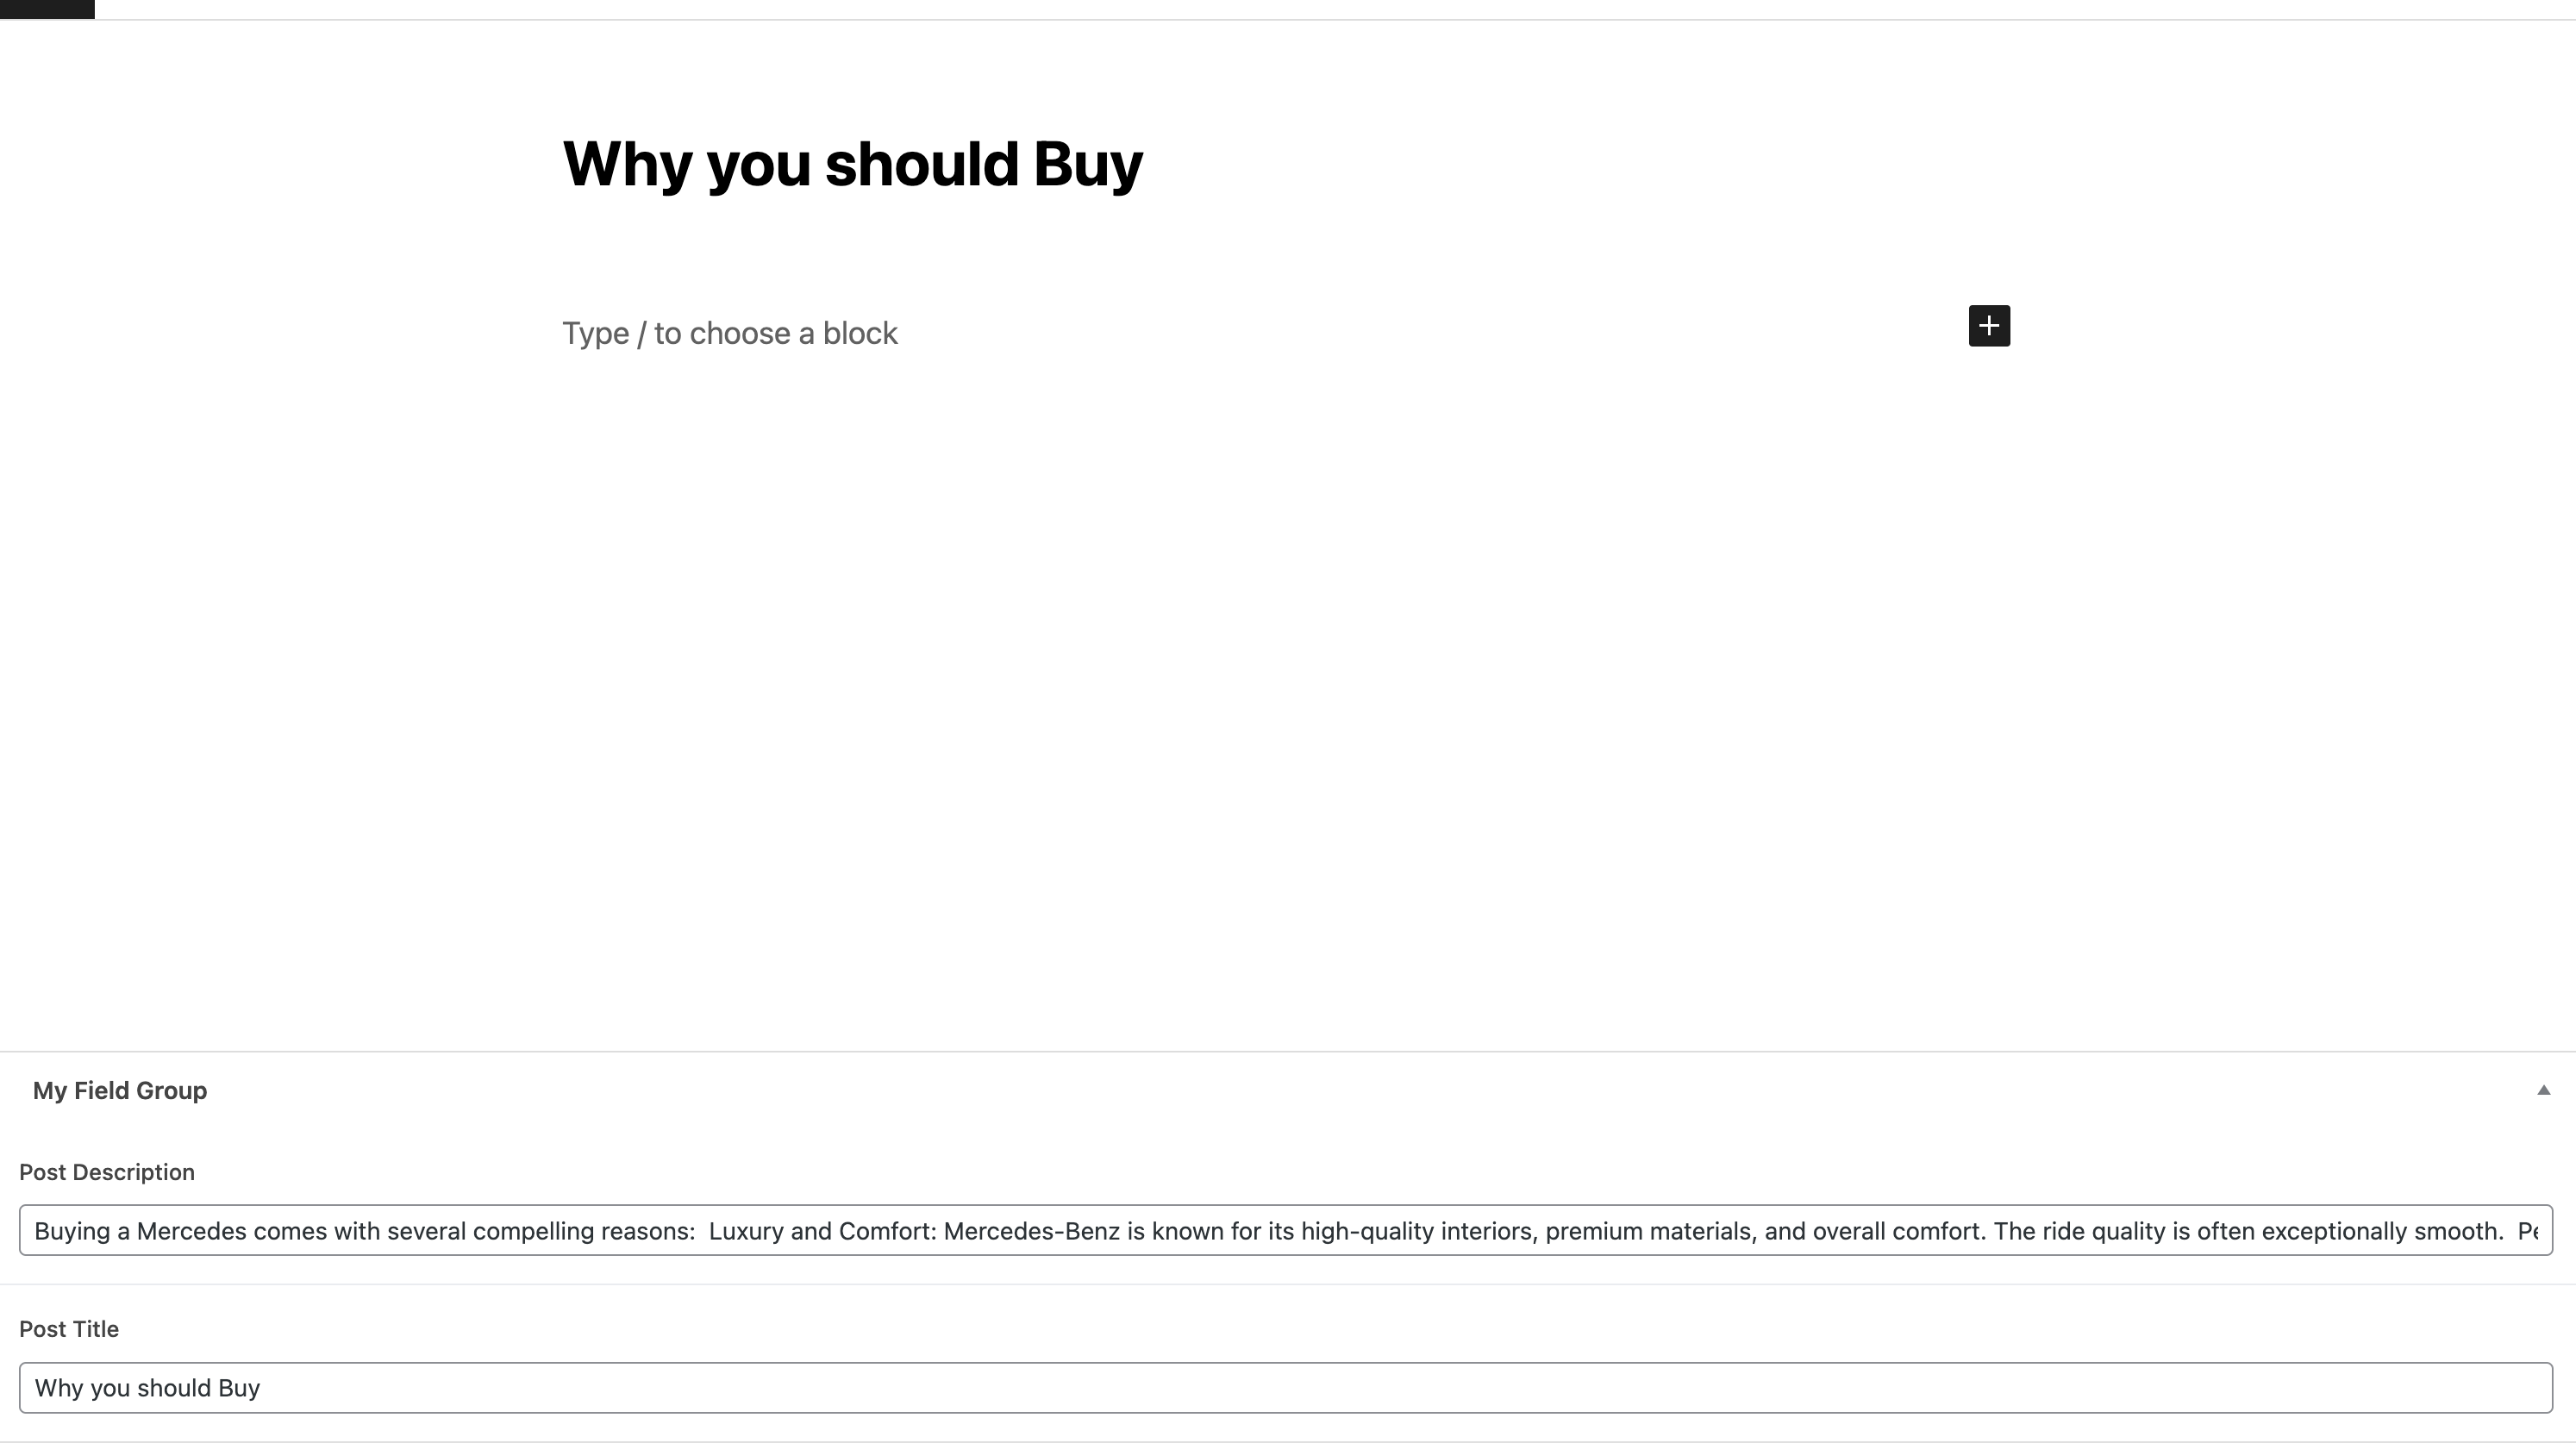 Why you should Buy
Type / to choose a block
My Field Group
Post Description
Buying a Mercedes comes with several compelling reasons:  Luxury and Comfort: Mercedes-Benz is known for its high-quality interiors, premium materials, and overall comfort. The ride quality is often exceptionally smooth.
Post Title
Why you should Buy